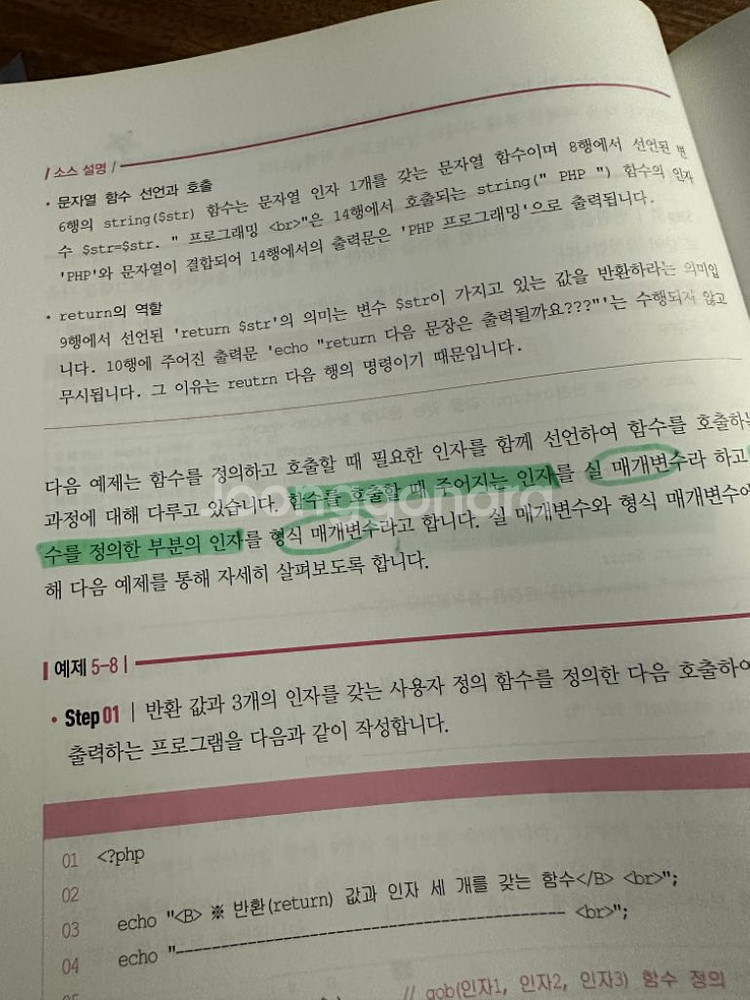 / 소스 설명 /
• 문자열 함수 선언과 호출
6행의 string($str) 함수는 문자열 인자 1개를 갖는 문자열 함수이며 8행에서 선언된 변
수 $str=$str. " 프로그래밍 <br>"은 14행에서 호출되는 string(" PHP ") 함수의 인자
'PHP'와 문자열이 결합되어 14행에서의 출력문은 'PHP 프로그래밍'으로 출력됩니다.
• return의 역할
9행에서 선언된 'return $str'의 의미는 변수 $str이 가지고 있는 값을 반환하라는 의미입
니다. 10행에 주어진 출력문 'echo "return 다음 문장은 출력될까요???"'는 수행되지 않고
무시됩니다. 그 이유는 reutrn 다음 행의 명령이기 때문입니다.
다음 예제는 함수를 정의하고 호출할 때 필요한 인자를 함께 선언하여 함수를 호출하는
과정에 대해 다루고 있습니다. 함수를 호출할 때 주어지는 인자를 실 매개변수라 하고
수를 정의한 부분의 인자를 형식 매개변수라고 합니다. 실 매개변수와 형식 매개변수에
해 다음 예제를 통해 자세히 살펴보도록 합니다.
Joonggonara
예제 5-8
• Step 01 | 반환 값과 3개의 인자를 갖는 사용자 정의 함수를 정의한 다음 호출하여
출력하는 프로그램을 다음과 같이 작성합니다.
01 <?php
02
03 echo "<B> ※ 반환(return) 값과 인자 세 개를 갖는 함수</B> <br>";
04 echo "----------------------------------------- <br>";
05 // gob(인자1, 인자2, 인자3) 함수 정의